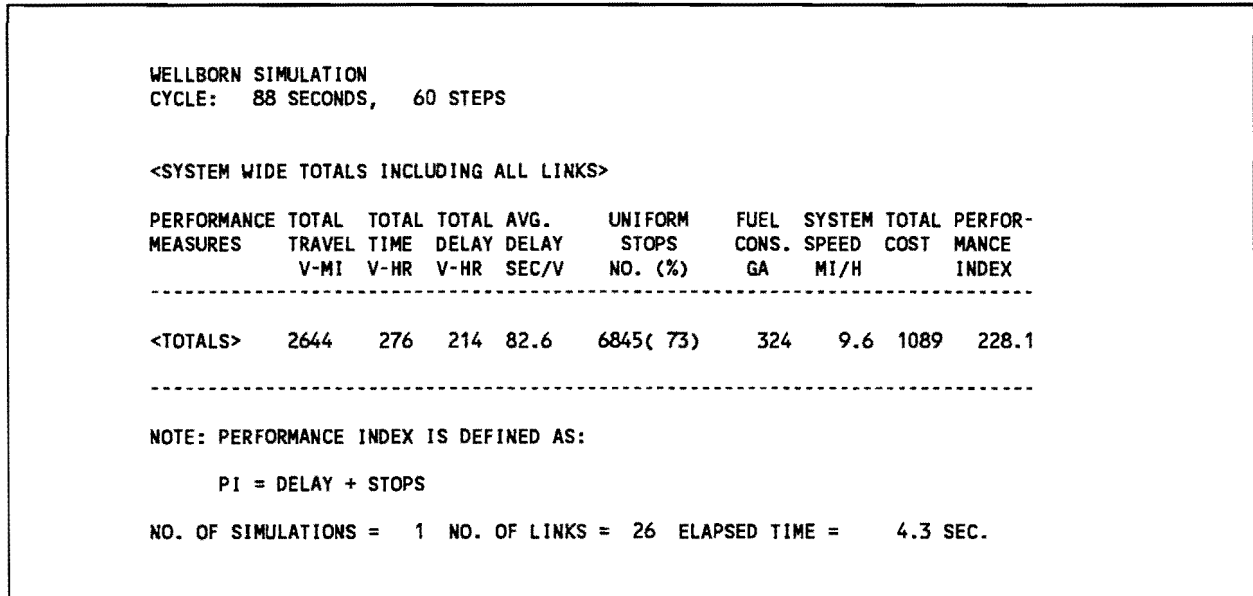 WELLBORN SIMULATION
CYCLE: 88 SECONDS, 60 STEPS
<SYSTEM WIDE TOTALS INCLUDING ALL LINKS>
PERFORMANCE TOTAL TOTAL TOTAL AVG. UNIFORM FUEL SYSTEM TOTAL PERFOR-
MEASURES TRAVEL TIME DELAY DELAY STOPS CONS. SPEED COST MANCE
V-MI V-HR V-HR SEC/V NO. (%) GA MI/H INDEX
<TOTALS> 2644 276 214 82.6 6845( 73) 324 9.6 1089 228.1
NOTE: PERFORMANCE INDEX IS DEFINED AS:
PI = DELAY + STOPS
NO. OF SIMULATIONS = 1 NO. OF LINKS = 26 ELAPSED TIME = 4.3 SEC.